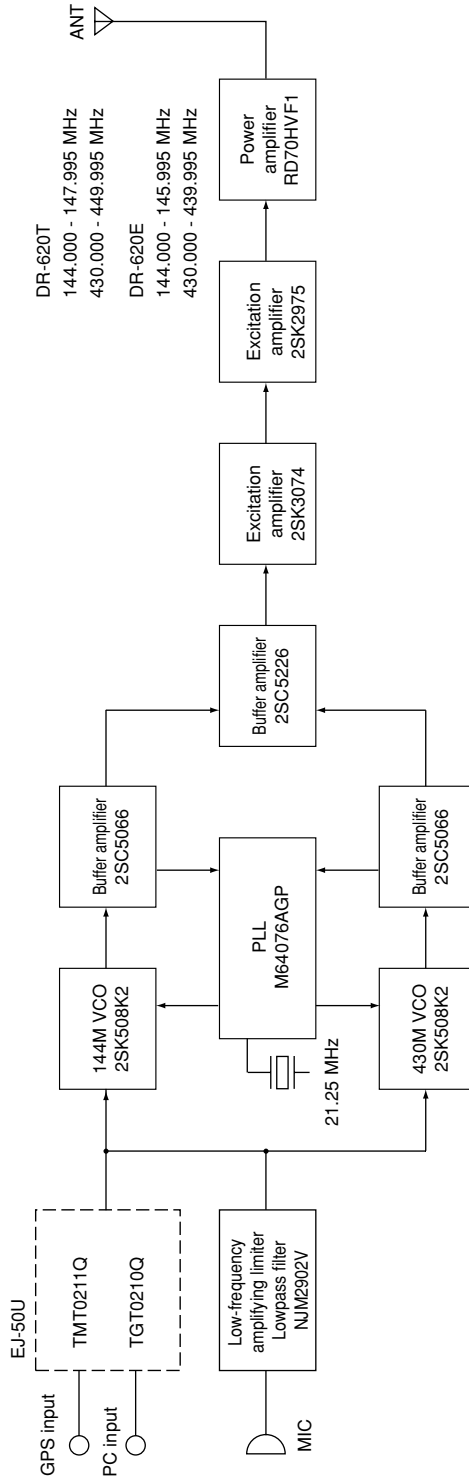 EJ-50U
GPS input
PC input
TMT0211Q
TGT0210Q
MIC
Low-frequency
amplifying limiter
Lowpass filter
NJM2902V
144M VCO
2SK508K2
Buffer amplifier
2SC5066
PLL
M64076AGP
21.25 MHz
430M VCO
2SK508K2
Buffer amplifier
2SC5066
Buffer amplifier
2SC5226
Excitation
amplifier
2SK3074
Excitation
amplifier
2SK2975
Power
amplifier
RD70HVF1
ANT
DR-620T
144.000 - 147.995 MHz
430.000 - 449.995 MHz
DR-620E
144.000 - 145.995 MHz
430.000 - 439.995 MHz